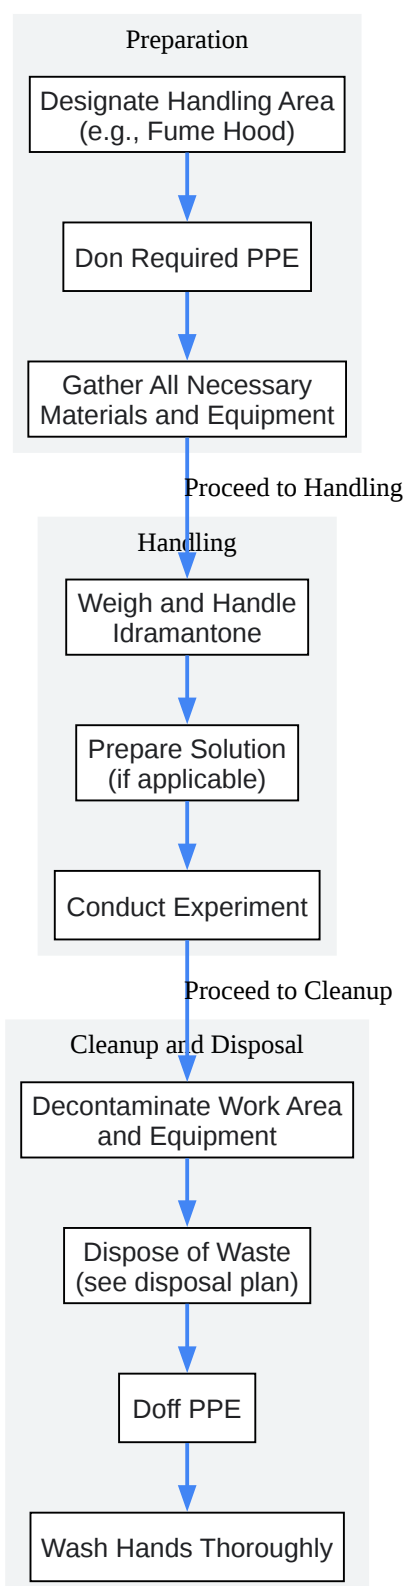 Preparation
Designate Handling Area
(e.g., Fume Hood)
Don Required PPE
Gather All Necessary
Materials and Equipment
Proceed to Handling
Handling
Weigh and Handle
Idramantone
Prepare Solution
(if applicable)
Conduct Experiment
Proceed to Cleanup
Cleanup and Disposal
Decontaminate Work Area
and Equipment
Dispose of Waste
(see disposal plan)
Doff PPE
Wash Hands Thoroughly